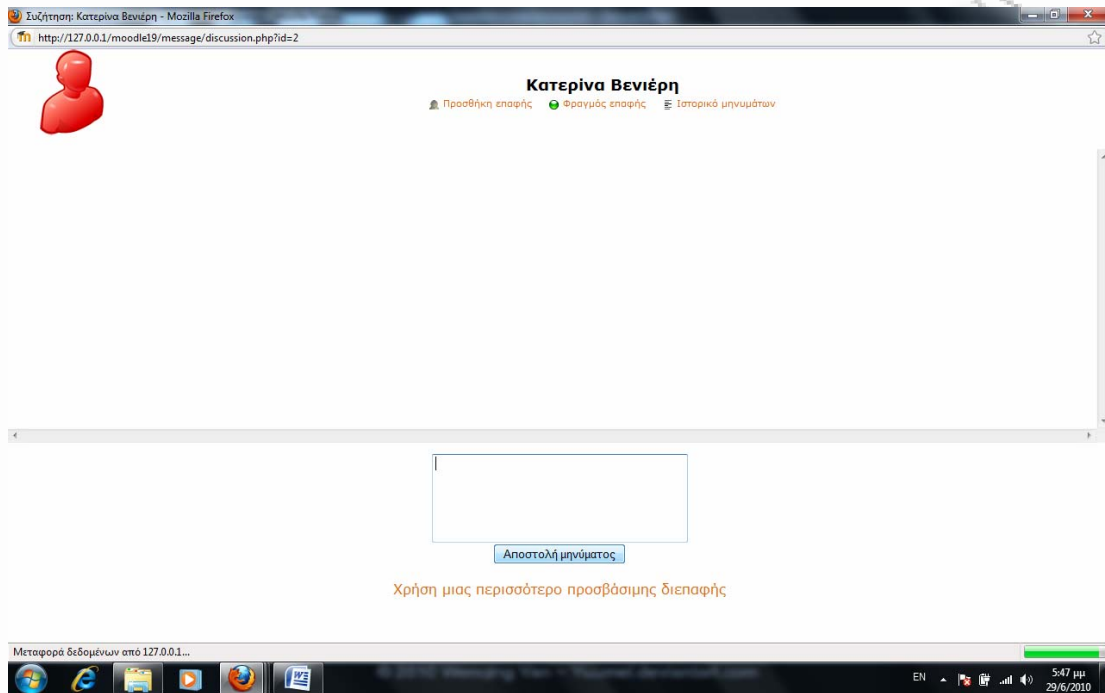 Συζήτηση: Κατερίνα Βενιέρη - Mozilla Firefox
http://127.0.0.1/moodle19/message/discussion.php?id=2
Κατερίνα Βενιέρη
Προσθήκη επαφής Φραγμός επαφής Ιστορικό μηνυμάτων
Αποστολή μηνύματος
Χρήση μιας περισσότερο προσβάσιμης διεπαφής
Μεταφορά δεδομένων από 127.0.0.1...
EN 5:47 μμ
29/6/2010